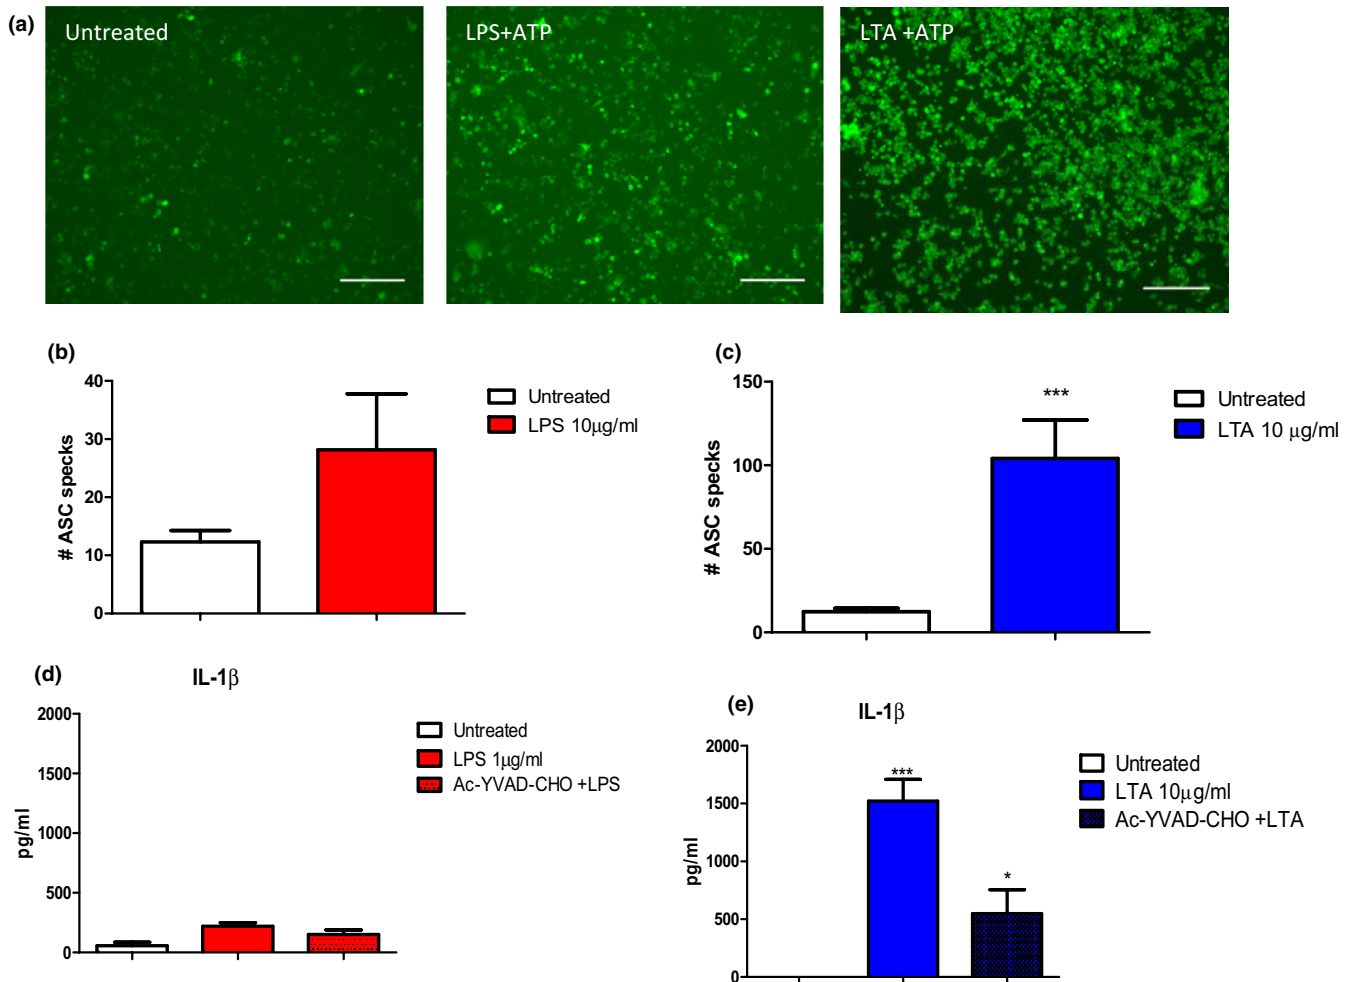 (a)
Untreated
LPS+ATP
LTA +ATP
(b)
# ASC specks
40
30
20
10
0
Untreated
LPS 10μg/ml
(c)
# ASC specks
150
100
50
0
***
Untreated
LTA 10 μg/ml
(d)
IL-1β
pg/ml
2000
1500
1000
500
0
Untreated
LPS 1μg/ml
Ac-YVAD-CHO +LPS
(e)
IL-1β
pg/ml
2000
1500
1000
500
0
***
*
Untreated
LTA 10μg/ml
Ac-YVAD-CHO +LTA